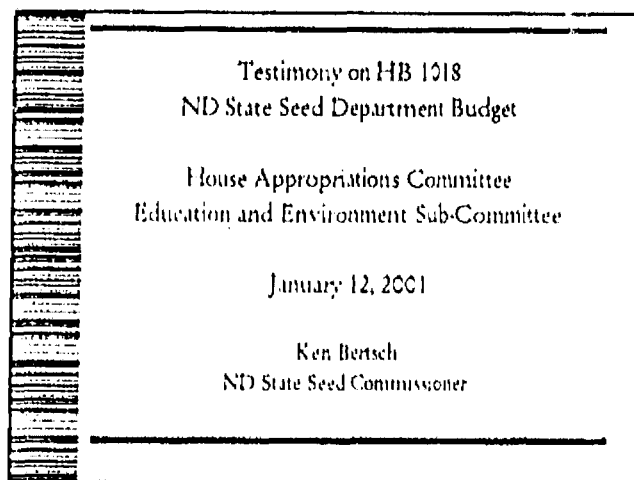 Testimony on HB 1018
ND State Seed Department Budget
House Appropriations Committee
Education and Environment Sub-Committee
January 12, 2001
Ken Bertsch
ND State Seed Commissioner